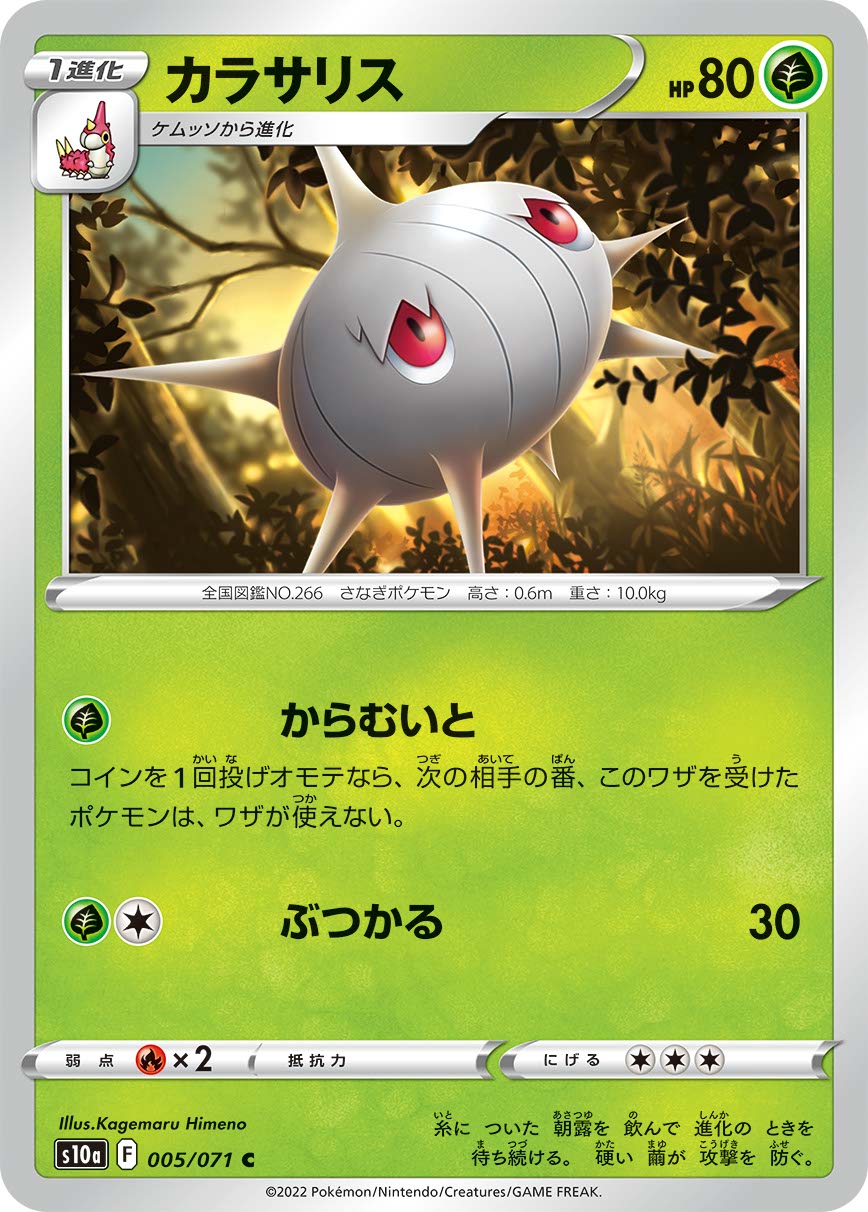 1進化
カラサリス
HP80
ケムッソから進化
全国図鑑NO.266 さなぎポケモン 高さ:0.6m 重さ:10.0kg
からむいと
コインを1回投げオモテなら、次の相手の番、このワザを受けた
ポケモンは、ワザが使えない。
ぶつかる 30
弱点 ×2 抵抗力 にげる
Illus.Kagemaru Himeno
糸に ついた 朝露を 飲んで 進化の ときを
待ち続ける。 硬い 繭が 攻撃を 防ぐ。
s10a F 005/071 C
©2022 Pokémon/Nintendo/Creatures/GAME FREAK.